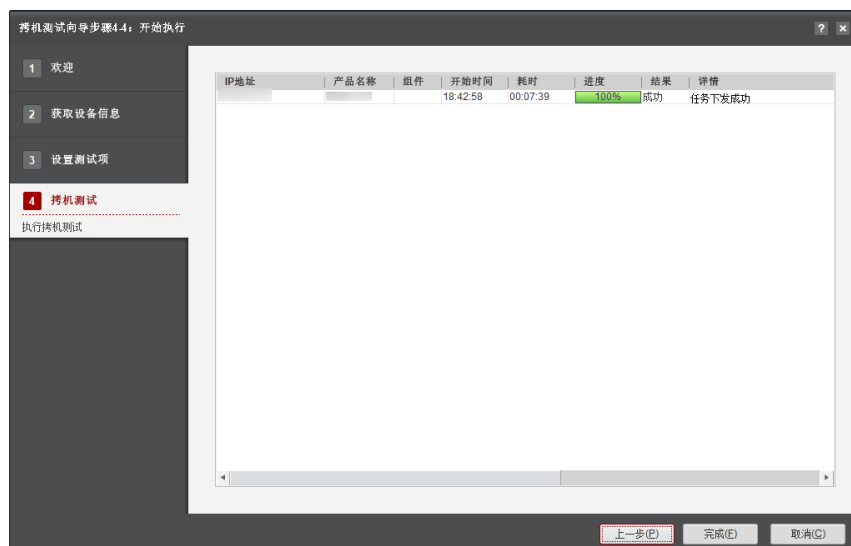 拷机测试向导步骤4-4：开始执行
? ×
1 欢迎
2 获取设备信息
3 设置测试项
4 拷机测试
执行拷机测试
IP地址 产品名称 组件 开始时间 耗时 进度 结果 详情
18:42:58 00:07:39 100% 成功 任务下发成功
上一步(P) 完成(F) 取消(C)